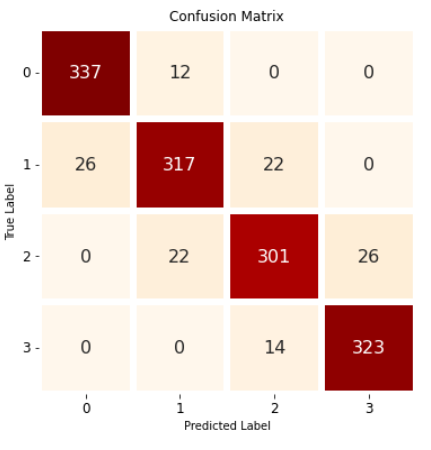 Confusion Matrix
True Label
0 337 12 0 0
1 26 317 22 0
2 0 22 301 26
3 0 0 14 323
0 1 2 3
Predicted Label